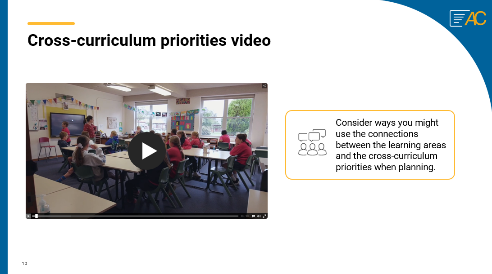 AC
Cross-curriculum priorities video
Consider ways you might
use the connections
between the learning areas
and the cross-curriculum
priorities when planning.
12